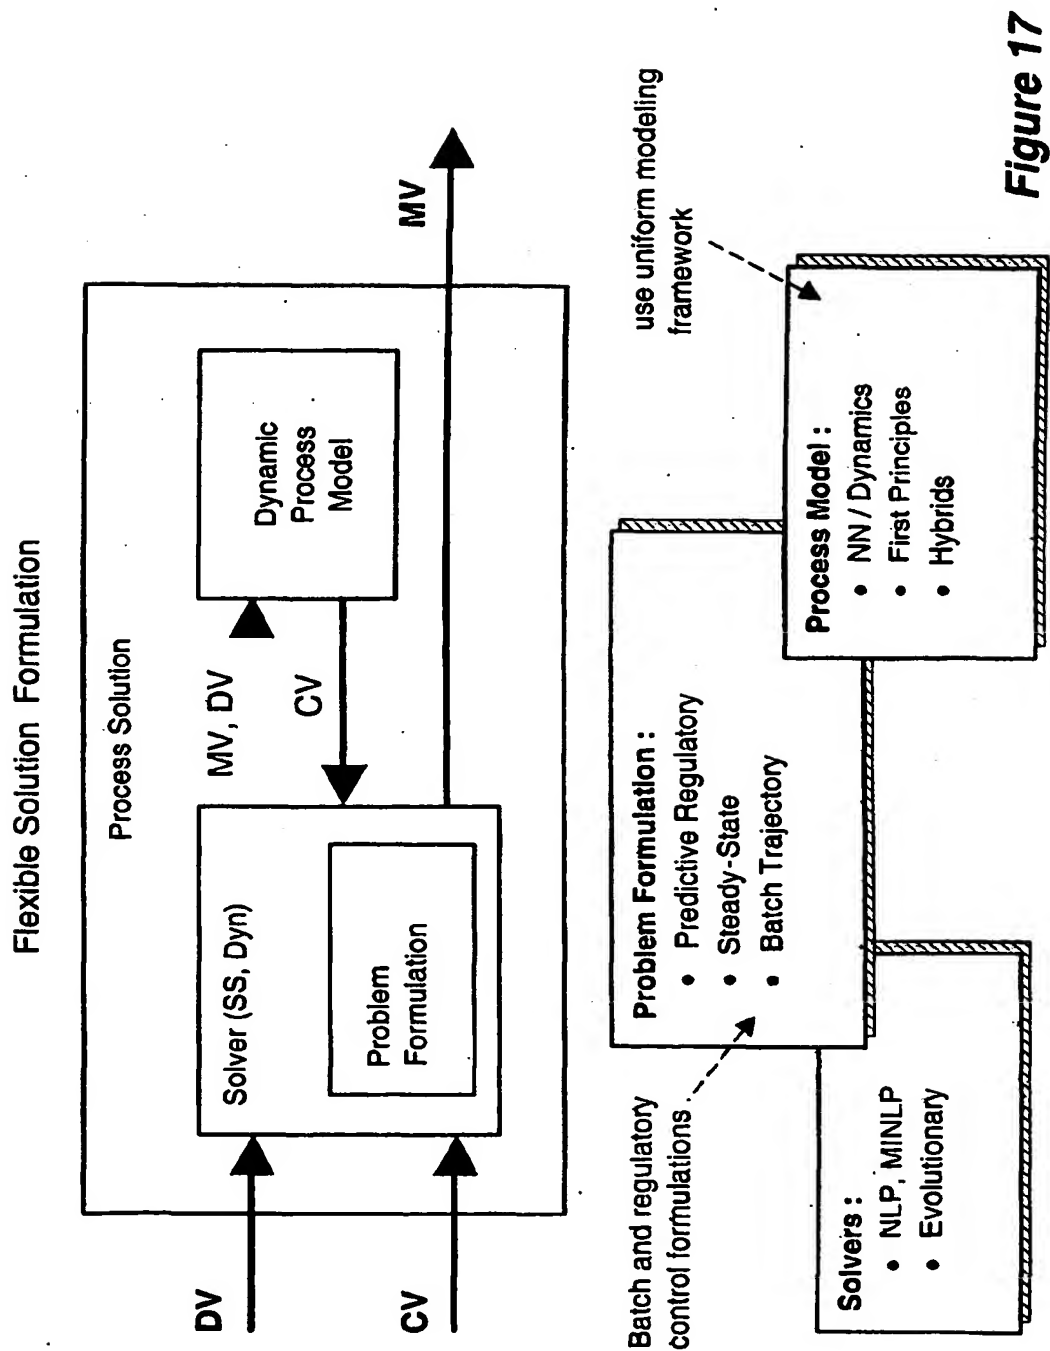 Flexible Solution Formulation
Process Solution
DV
CV
Solver (SS, Dyn)
Problem
Formulation
MV, DV
CV
Dynamic
Process
Model
MV
Batch and regulatory
control formulations
Solvers :
• NLP, MINLP
• Evolutionary
Problem Formulation :
• Predictive Regulatory
• Steady-State
• Batch Trajectory
Process Model :
• NN / Dynamics
• First Principles
• Hybrids
use uniform modeling
framework
Figure 17